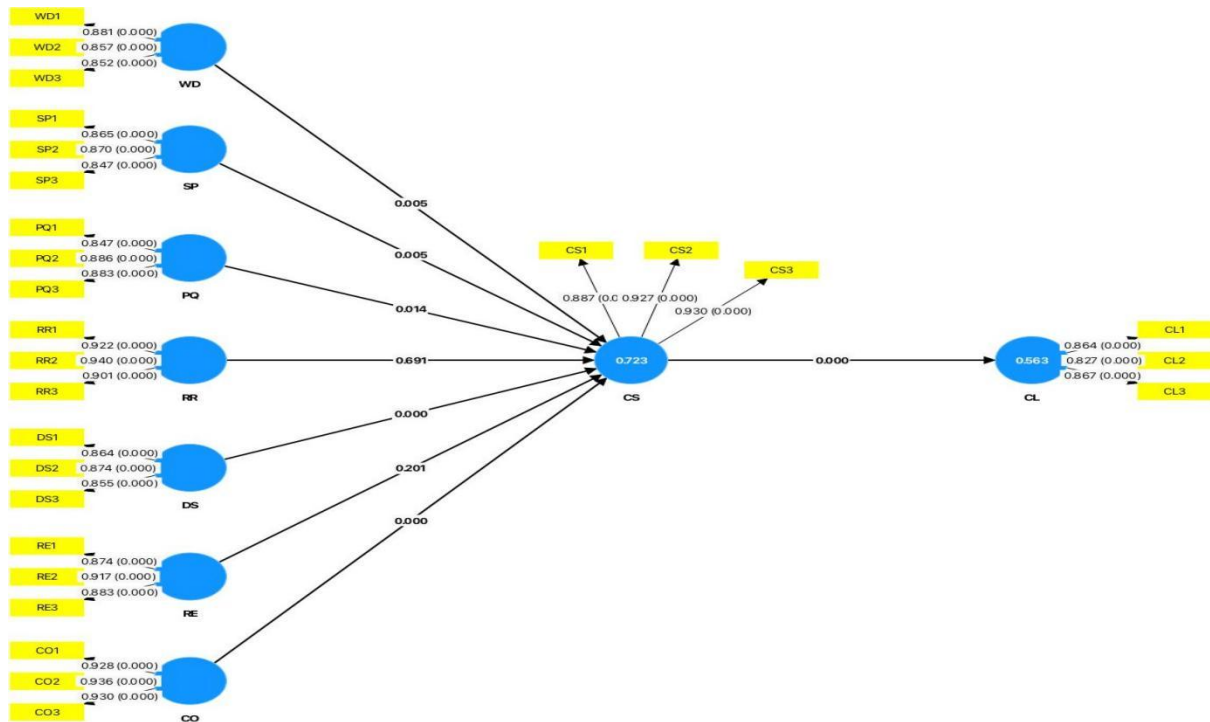 WD1
0.881 (0.000)
WD2
0.857 (0.000)
0.852 (0.000)
WD3
WD
SP1
0.865 (0.000)
SP2
0.870 (0.000)
0.847 (0.000)
SP3
SP
0.005
0.005
PQ1
0.847 (0.000)
PQ2
0.886 (0.000)
0.883 (0.000)
PQ3
PQ
0.014
CS1
CS2
CS3
0.887 (0.0
0.927 (0.000)
0.930 (0.000)
RR1
0.922 (0.000)
RR2
0.940 (0.000)
0.901 (0.000)
RR3
RR
0.691
0.723
CS
0.000
0.563
CL
CL1
0.864 (0.000)
0.827 (0.000)
CL2
0.867 (0.000)
CL3
DS1
0.864 (0.000)
DS2
0.874 (0.000)
0.855 (0.000)
DS3
DS
0.000
0.201
0.000
RE1
0.874 (0.000)
RE2
0.917 (0.000)
0.883 (0.000)
RE3
RE
CO1
0.928 (0.000)
CO2
0.936 (0.000)
0.930 (0.000)
CO3
CO